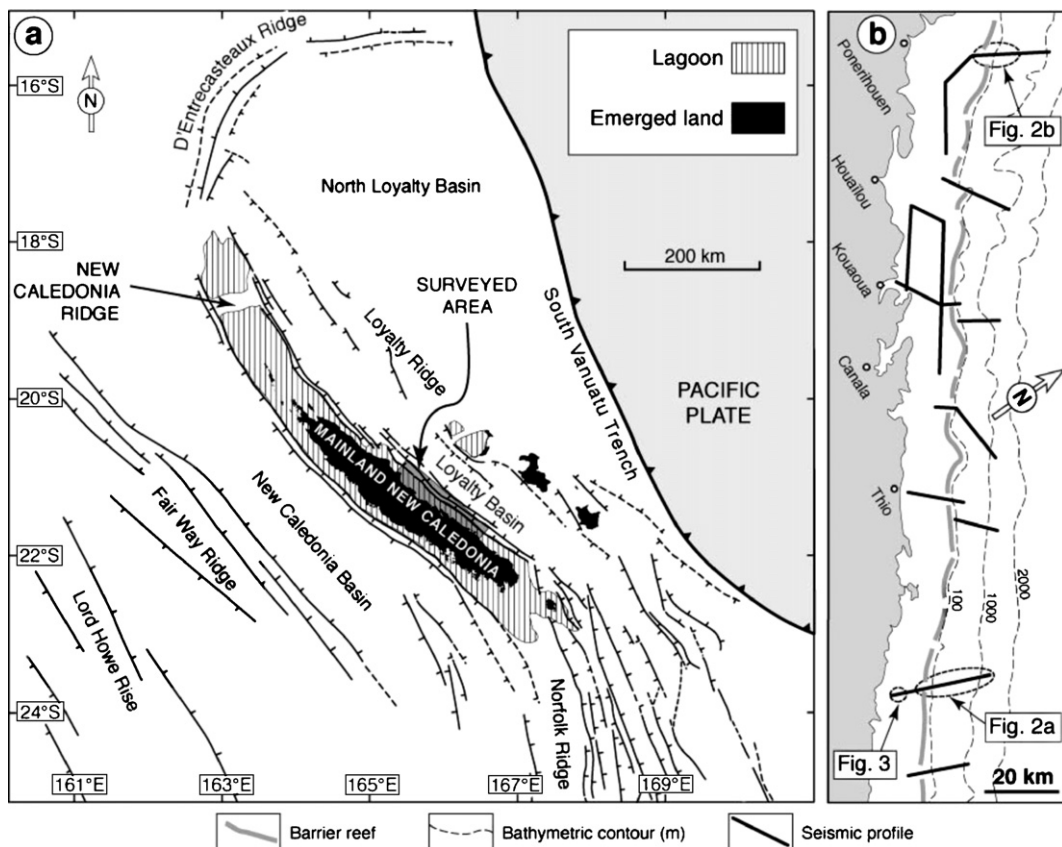 a
16°S
18°S
20°S
22°S
24°S
161°E
163°E
165°E
167°E
169°E
N
D'Entrecasteaux Ridge
North Loyalty Basin
Lagoon
Emerged land
200 km
NEW
CALEDONIA
RIDGE
SURVEYED
AREA
Loyalty Ridge
South Vanuatu Trench
PACIFIC
PLATE
MAINLAND NEW CALEDONIA
Loyalty Basin
New Caledonia Basin
Fair Way Ridge
Lord Howe Rise
Norfolk Ridge
b
Ponerihouen
Fig. 2b
Houaïlou
Kouaoua
Canala
N
Thio
100
1000
2000
Fig. 2a
Fig. 3
20 km
Barrier reef
Bathymetric contour (m)
Seismic profile